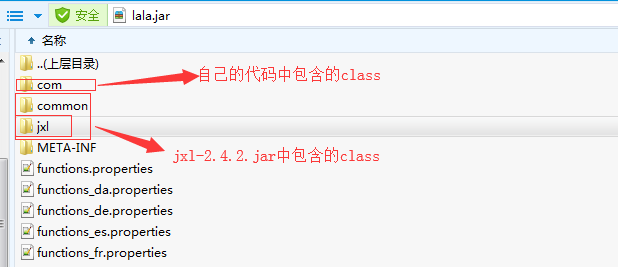 安全 lala.jar
名称
..(上层目录)
com
自己的代码中包含的class
common
jxl
META-INF
jxl-2.4.2.jar中包含的class
functions.properties
functions_da.properties
functions_de.properties
functions_es.properties
functions_fr.properties